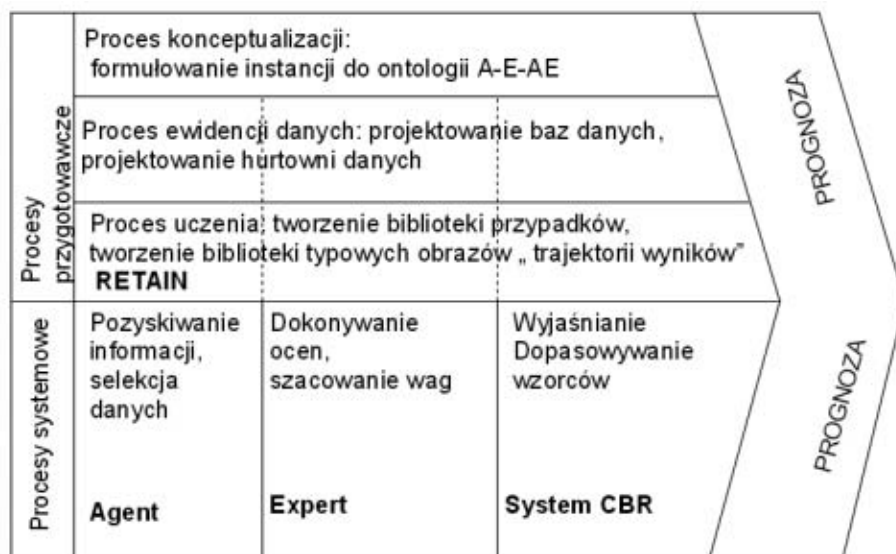 Procesy
przygotowawcze
Proces konceptualizacji:
formułowanie instancji do ontologii A-E-AE
Proces ewidencji danych: projektowanie baz danych,
projektowanie hurtowni danych
Proces uczenia: tworzenie biblioteki przypadków,
tworzenie biblioteki typowych obrazów „ trajektorii wyników”
RETAIN
Procesy systemowe
Pozyskiwanie
informacji,
selekcja
danych
Agent
Dokonywanie
ocen,
szacowanie wag
Expert
Wyjaśnianie
Dopasowywanie
wzorców
System CBR
PROGNOZA
PROGNOZA